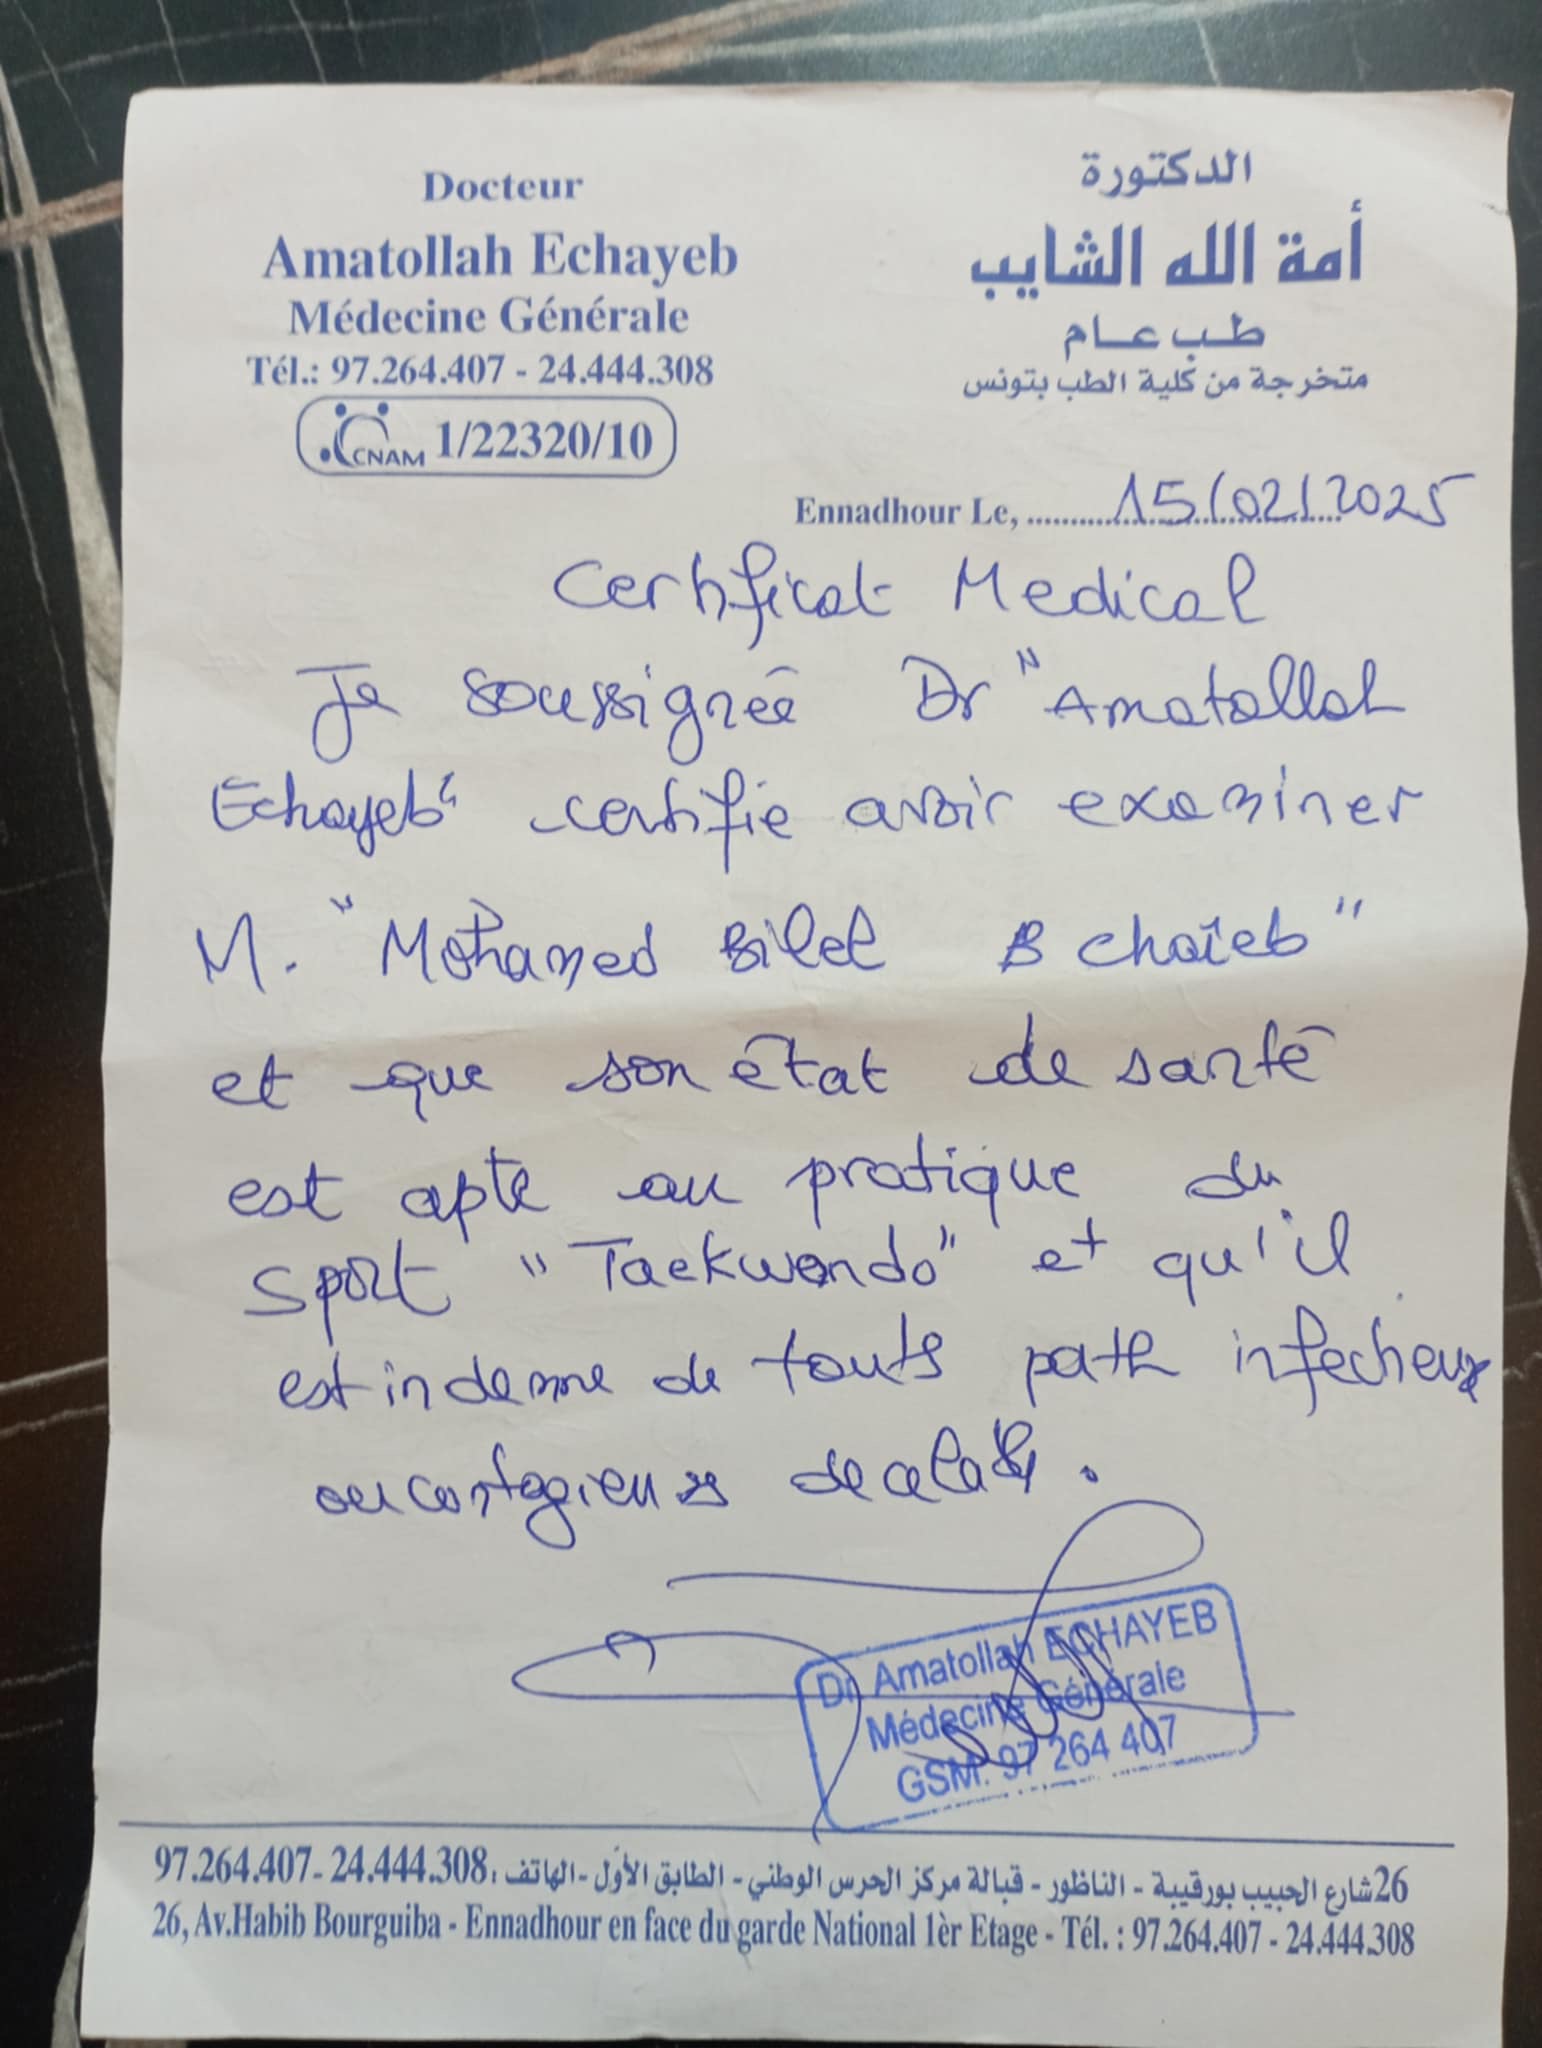 Docteur
Amatollah Echayeb
Médecine Générale
Tél.: 97.264.407 - 24.444.308
CNAM 1/22320/10
الدكتورة
أمة الله الشايب
طب عام
متخرجة من كلية الطب بتونس
Ennadhour Le, 15/02/2025
Certificat Medical
Je soussignée Dr "Amatollah
Echayeb" certifie avoir examiner
M. "Mohamed Bilel B Chaîeb"
et que son état de santé
est apte au pratique du
sport "Taekwondo" et qu'il
est indemne de touts path infectieux
ou contagieux
Dr Amatollah ECHAYEB
Médecine Générale
GSM: 97 264 407
26 شارع الحبيب بورقيبة - الناظور - قبالة مركز الحرس الوطني - الطابق الأول - الهاتف : 97.264.407- 24.444.308
26, Av.Habib Bourguiba - Ennadhour en face du garde National 1èr Etage - Tél. : 97.264.407 - 24.444.308